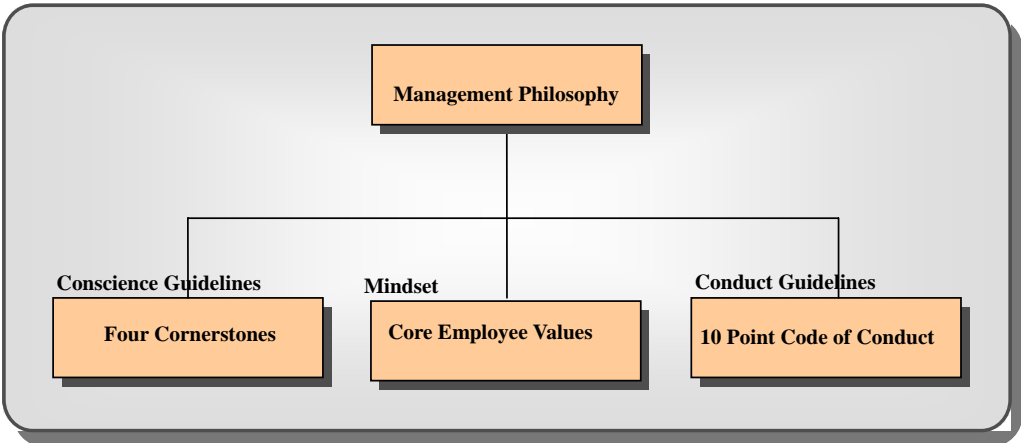 Management Philosophy
Conscience Guidelines
Four Cornerstones
Mindset
Core Employee Values
Conduct Guidelines
10 Point Code of Conduct